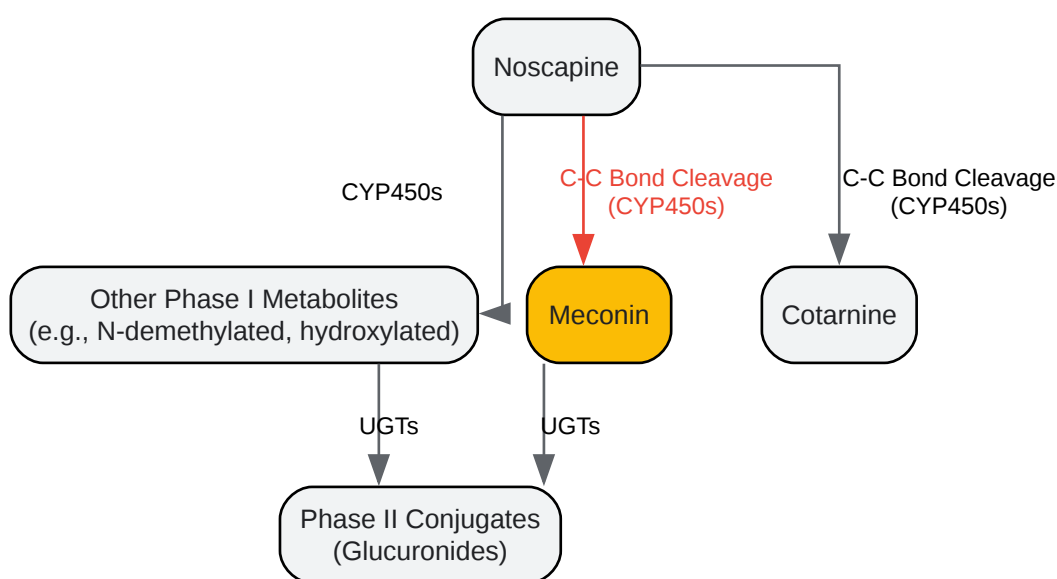 Noscapine
CYP450s
C-C Bond Cleavage
(CYP450s)
C-C Bond Cleavage
(CYP450s)
Other Phase I Metabolites
(e.g., N-demethylated, hydroxylated)
Meconin
Cotarnine
UGTs
UGTs
Phase II Conjugates
(Glucuronides)